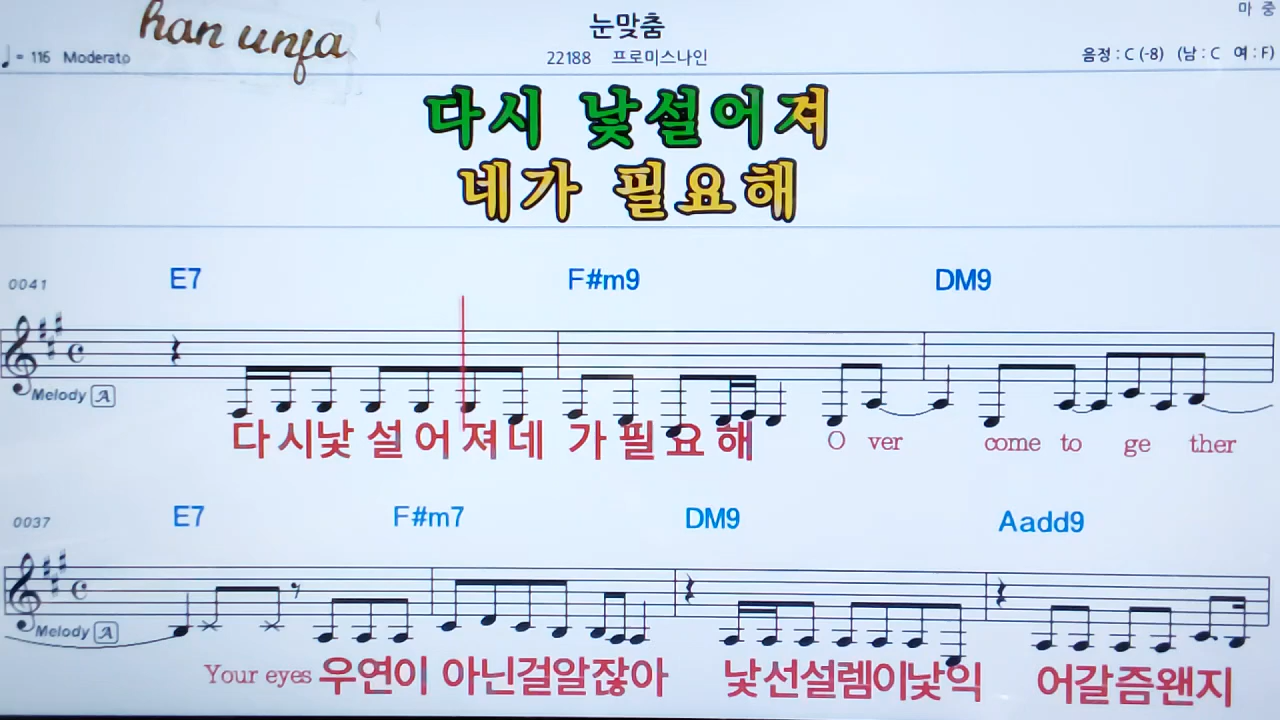 han unja
눈맞춤
마 중
♩= 116 Moderato
22188 프로미스나인
음정 : C (-8) (남 : C 여 : F)
다시 낯설어져
네가 필요해
0041
E7 F#m9 DM9
Melody A
다 시 낯 설 어 져 네 가 필 요 해 O ver come to ge ther
0037
E7 F#m7 DM9 Aadd9
Melody A
Your eyes 우연이 아닌걸알잖아 낯선설렘이낯익 어갈즘왠지